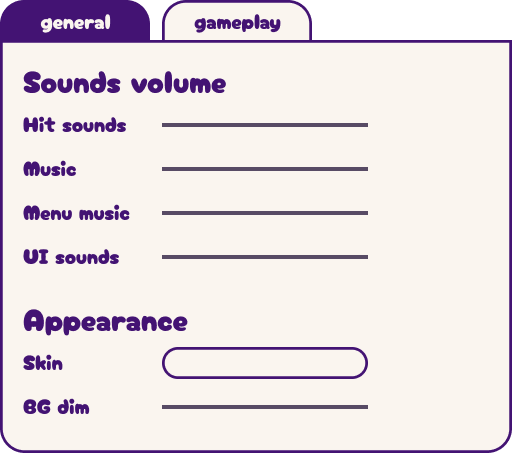 general
gameplay
Sounds volume
Hit sounds
Music
Menu music
UI sounds
Appearance
Skin
BG dim